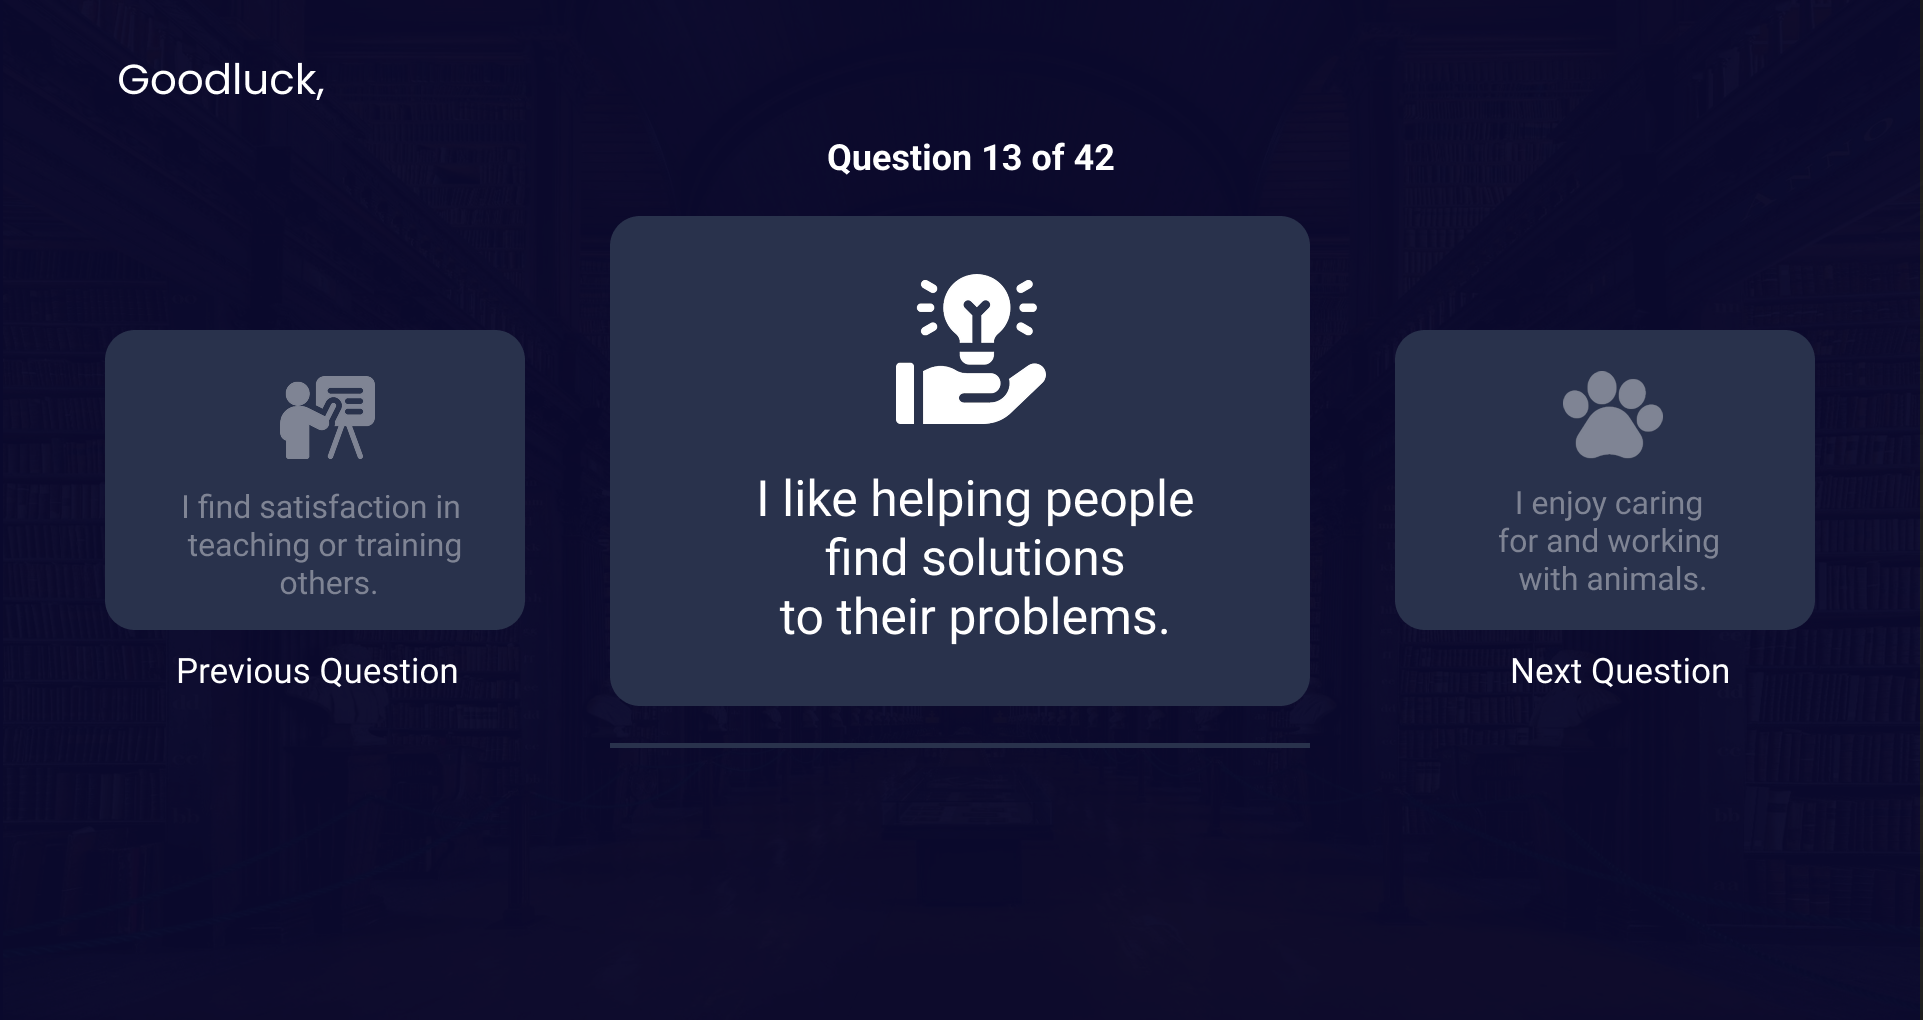 Goodluck,
Question 13 of 42
I find satisfaction in
teaching or training
others.
Previous Question
I like helping people
find solutions
to their problems.
I enjoy caring
for and working
with animals.
Next Question